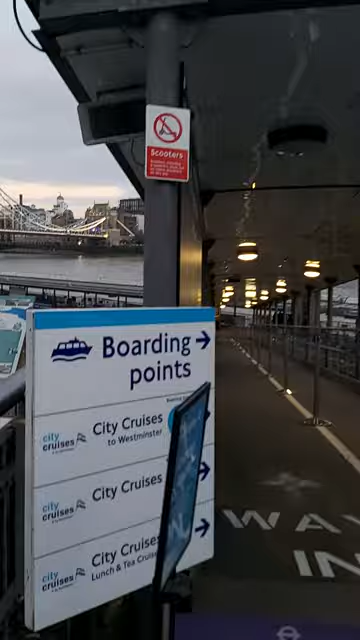 Scooters
Boarding
points
city
cruises
City Cruises
to Westminster
city
cruises
City Cruises
city
cruises
City Cruises
Lunch & Tea Cruise
WA
IN